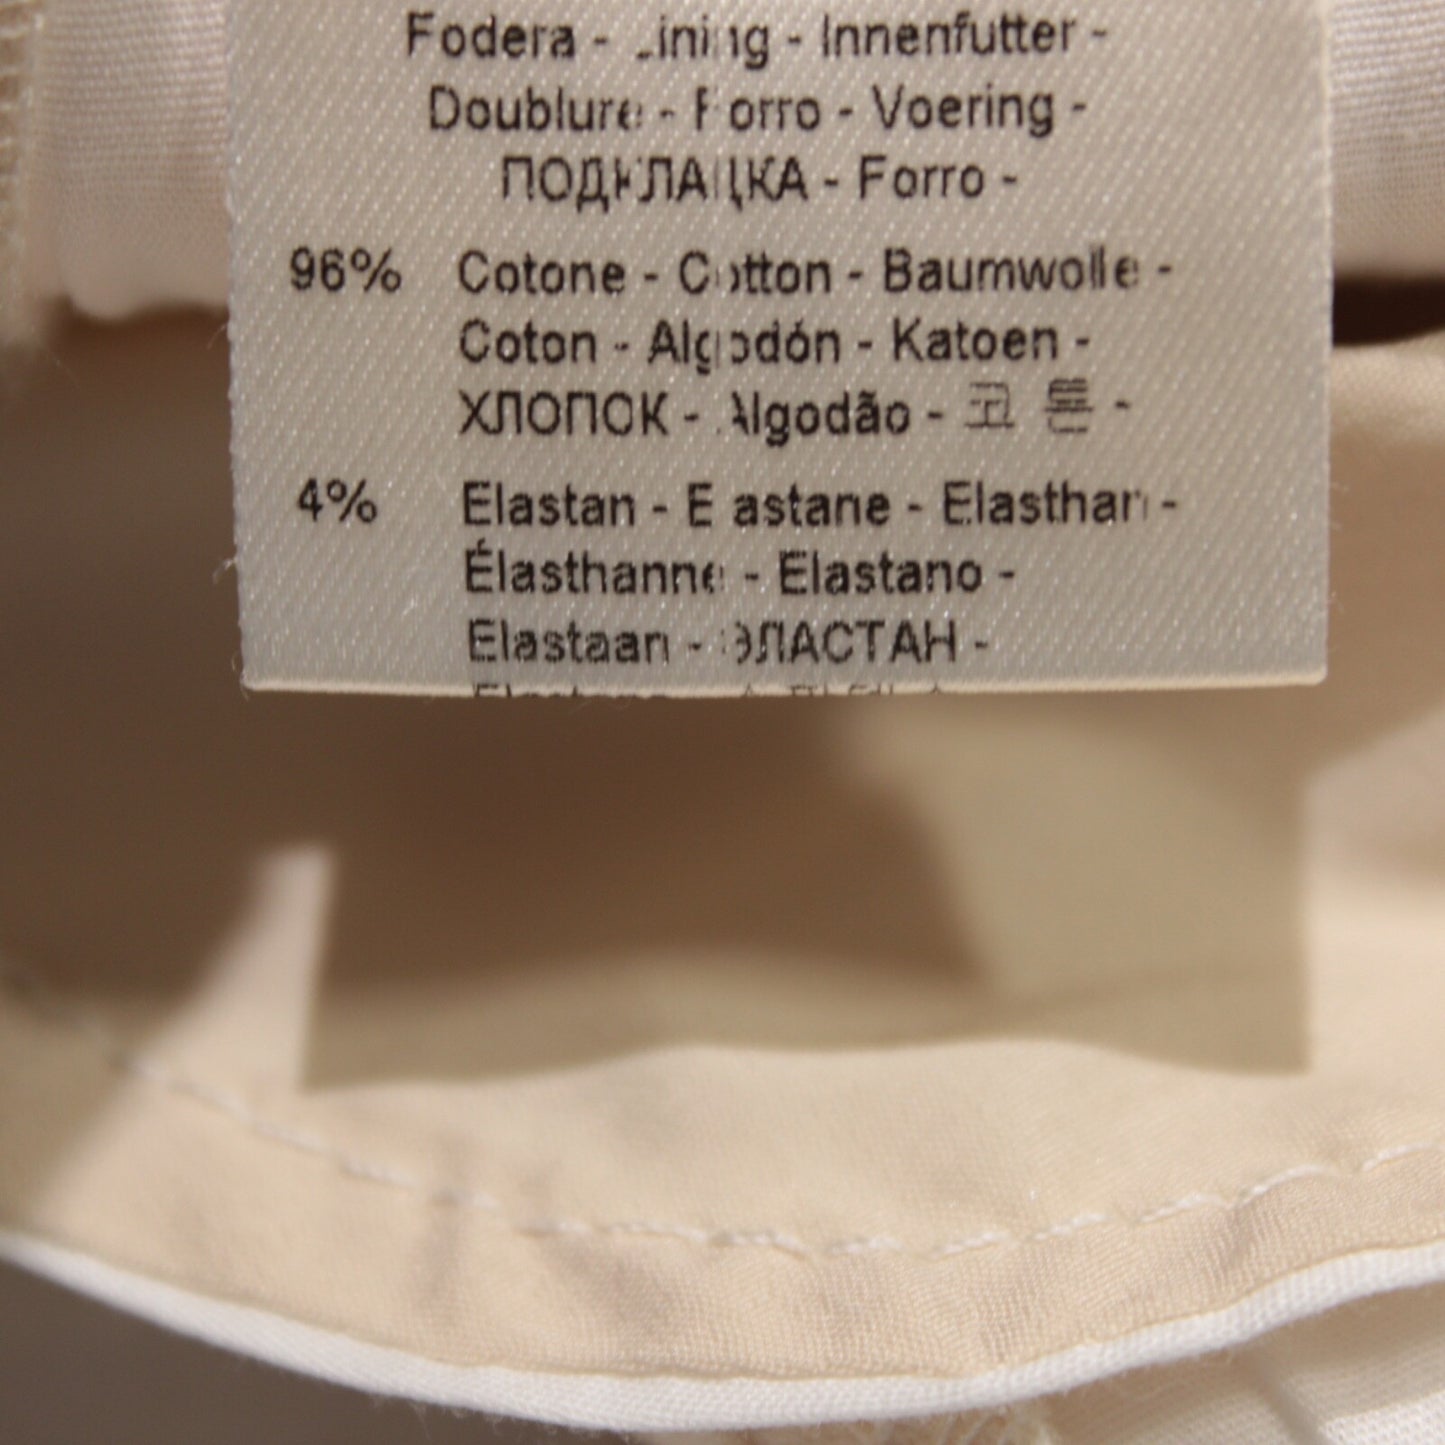 Fodera - Lining - Innenfutter -
Doublure - Forro - Voering -
ПОДКЛАДКА - Forro -
96% Cotone - Cotton - Baumwolle -
Coton - Algodón - Katoen -
ХЛОПОК - Algodão - 코 튼 -
4% Elastan - Elastane - Elasthan -
Élasthanne - Elastano -
Elastaan - ЭЛАСТАН -